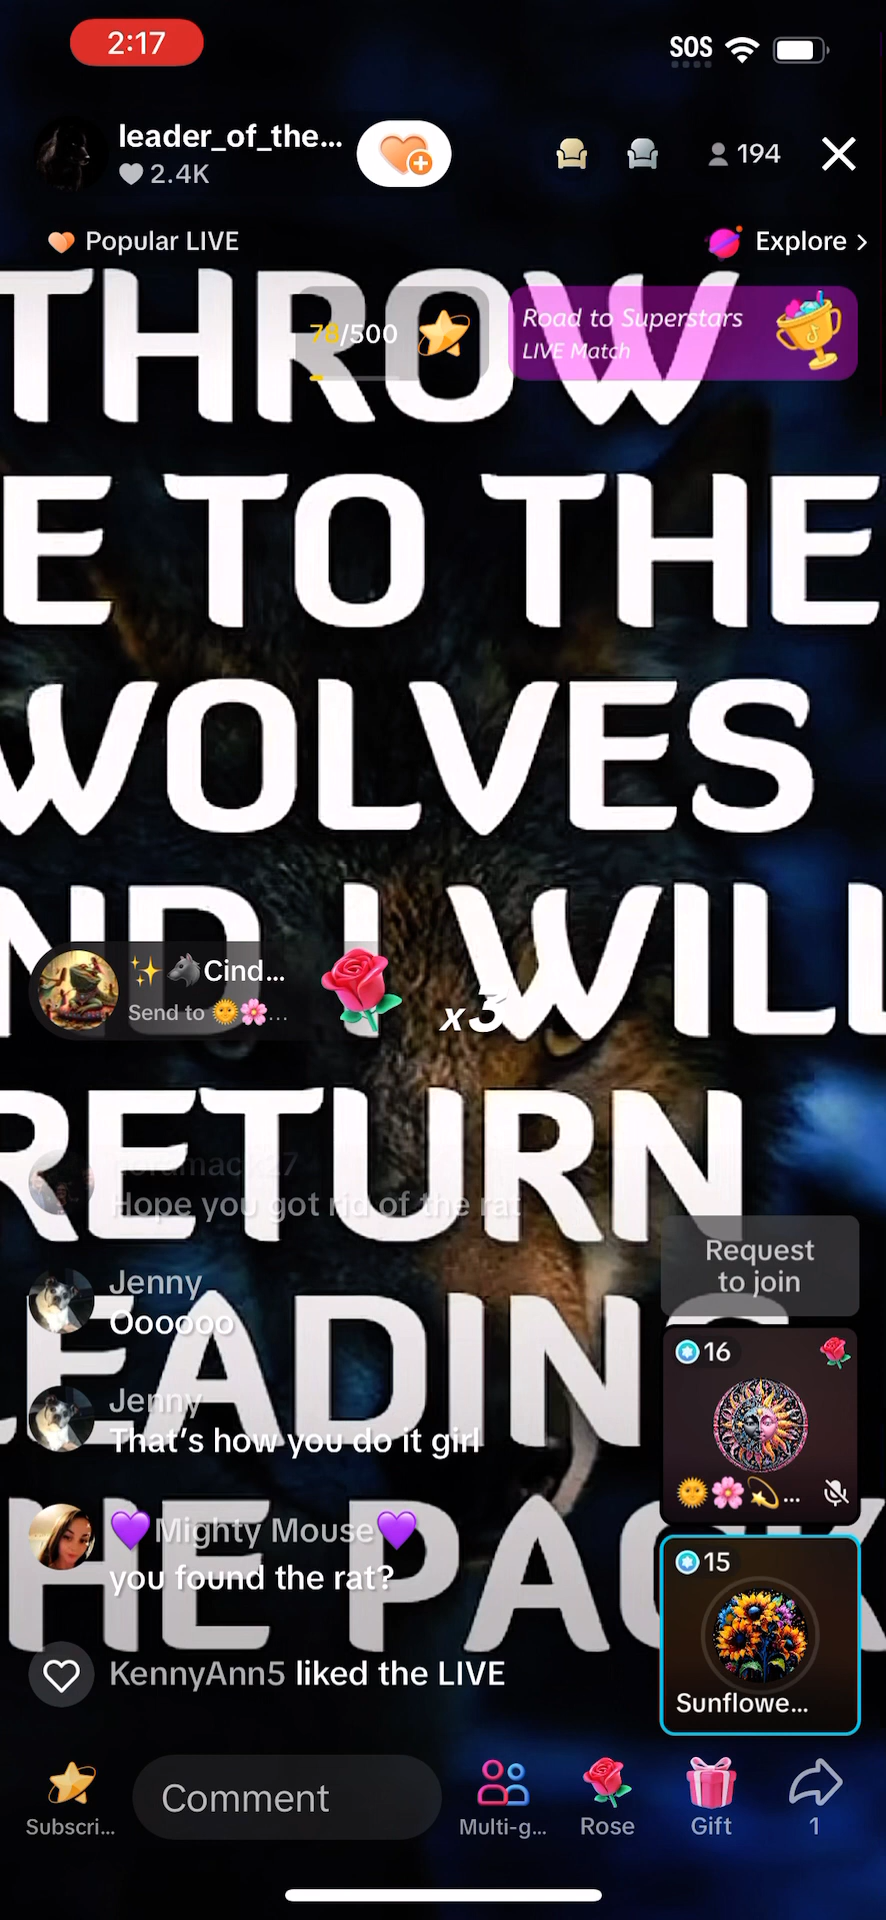 2:17
SOS
leader_of_the...
2.4K
194
Popular LIVE
Explore >
THROW
78/500
Road to Superstars
LIVE Match
E TO THE
WOLVES
ND I WILL
Cind...
Send to ...
x3
RETURN
Hope you got rid of the rat
Request
to join
Jenny
Oooooo
LEADING
16
Jenny
That's how you do it girl
...
HE PACK
Mighty Mouse
you found the rat?
15
Sunflowe...
KennyAnn5 liked the LIVE
Subscri...
Comment
Multi-g...
Rose
Gift
1